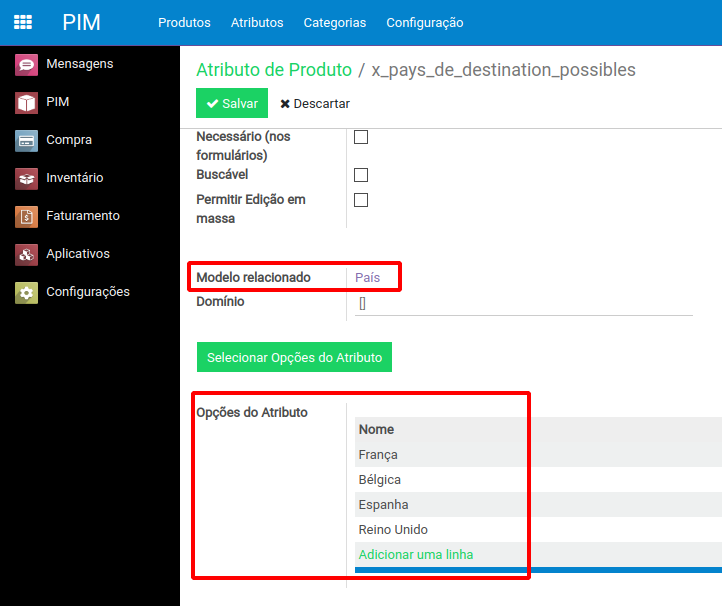 PIM
Produtos Atributos Categorias Configuração
Mensagens
PIM
Compra
Inventário
Faturamento
Aplicativos
Configurações
Atributo de Produto / x_pays_de_destination_possibles
Salvar Descartar
Necessário (nos
formulários)
Buscável
Permitir Edição em
massa
Modelo relacionado País
Domínio []
Selecionar Opções do Atributo
Opções do Atributo
Nome
França
Bélgica
Espanha
Reino Unido
Adicionar uma linha